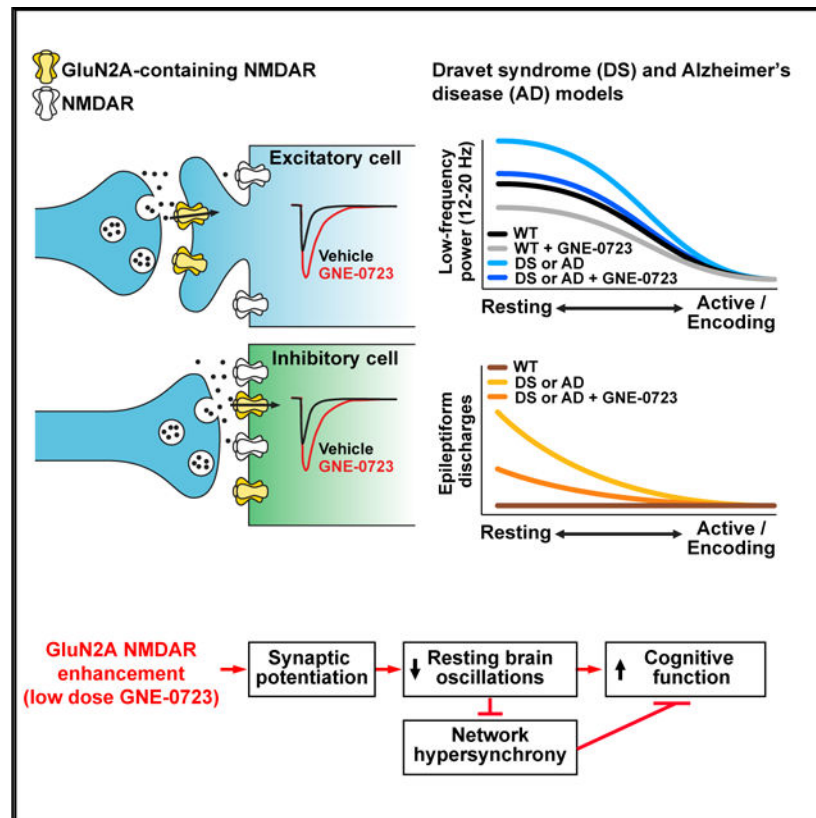 GluN2A-containing NMDAR
NMDAR
Excitatory cell
Vehicle
GNE-0723
Inhibitory cell
Vehicle
GNE-0723
Dravet syndrome (DS) and Alzheimer's
disease (AD) models
Low-frequency
power (12-20 Hz)
WT
WT + GNE-0723
DS or AD
DS or AD + GNE-0723
Resting
Active /
Encoding
Epileptiform
discharges
WT
DS or AD
DS or AD + GNE-0723
Resting
Active /
Encoding
GluN2A NMDAR
enhancement
(low dose GNE-0723)
Synaptic
potentiation
Resting brain
oscillations
Cognitive
function
Network
hypersynchrony